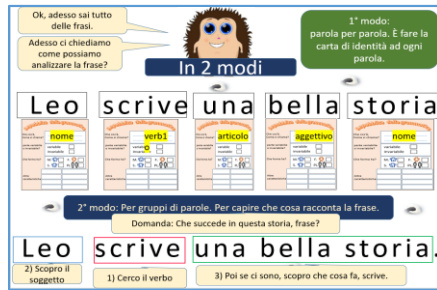 Ok, adesso sai tutto
delle frasi.
Adesso ci chiediamo
come possiamo
analizzare la frase?
In 2 modi
1° modo:
parola per parola. È fare la
carta di identità ad ogni
parola.
Leo scrive una bella storia
nome verb1 articolo aggettivo nome
2° modo: Per gruppi di parole. Per capire che cosa racconta la frase.
Domanda: Che succede in questa storia, frase?
Leo scrive una bella storia.
2) Scopro il
soggetto
1) Cerco il verbo
3) Poi se ci sono, scopro che cosa fa, scrive.